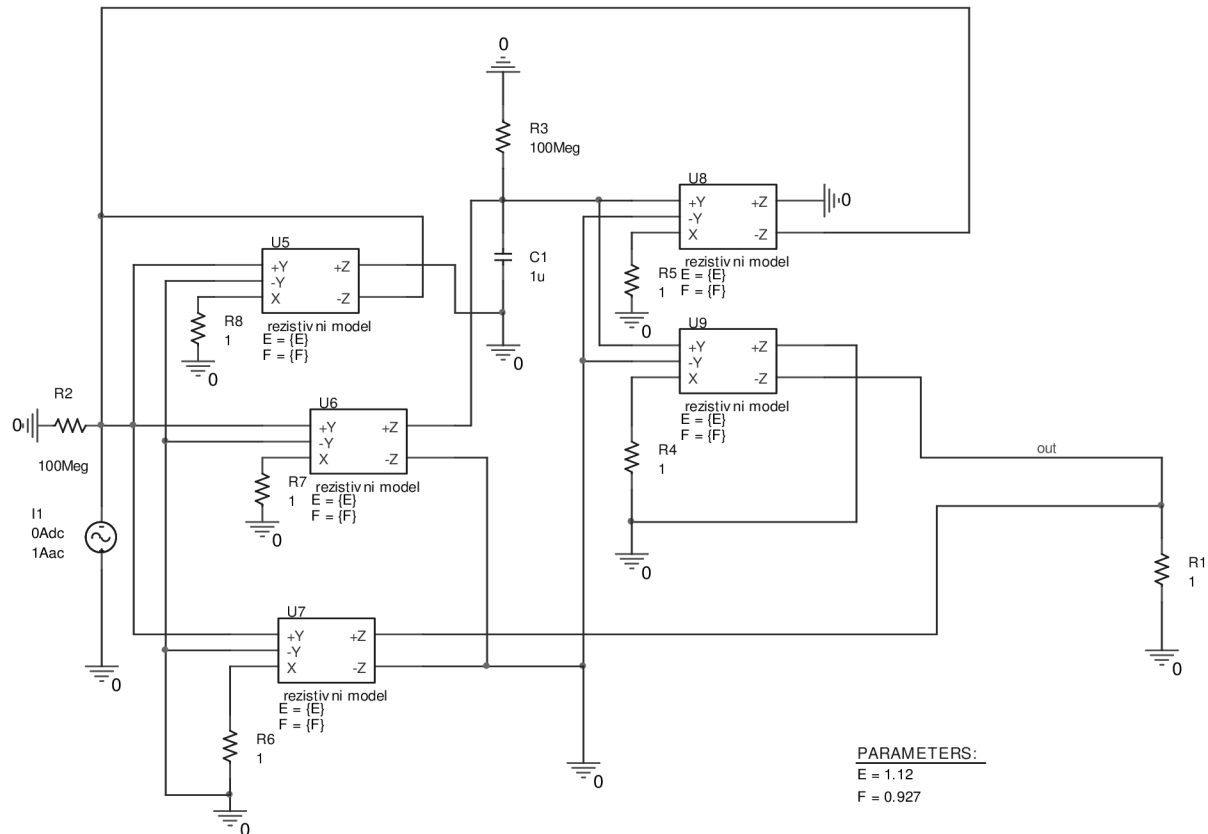 0
R3
100Meg
U8
+Y +Z 0
-Y
X -Z
rezistivni model
R5 E = {E}
1 F = {F}
0
C1
1u
0
U5
+Y +Z
-Y
X -Z
rezistivni model
E = {E}
F = {F}
R8
1
0
U9
+Y +Z
-Y
X -Z
rezistivni model
E = {E}
F = {F}
R4
1
0
R2
0
100Meg
U6
+Y +Z
-Y
X -Z
rezistivni model
R7 E = {E}
1 F = {F}
0
out
I1
0Adc
1Aac
0
R1
1
0
U7
+Y +Z
-Y
X -Z
rezistivni model
E = {E}
F = {F}
R6
1
0
0
PARAMETERS:
E = 1.12
F = 0.927